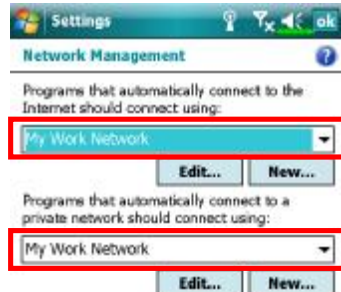 Settings
ok
Network Management
Programs that automatically connect to the
Internet should connect using:
My Work Network
Edit... New...
Programs that automatically connect to a
private network should connect using:
My Work Network
Edit... New...